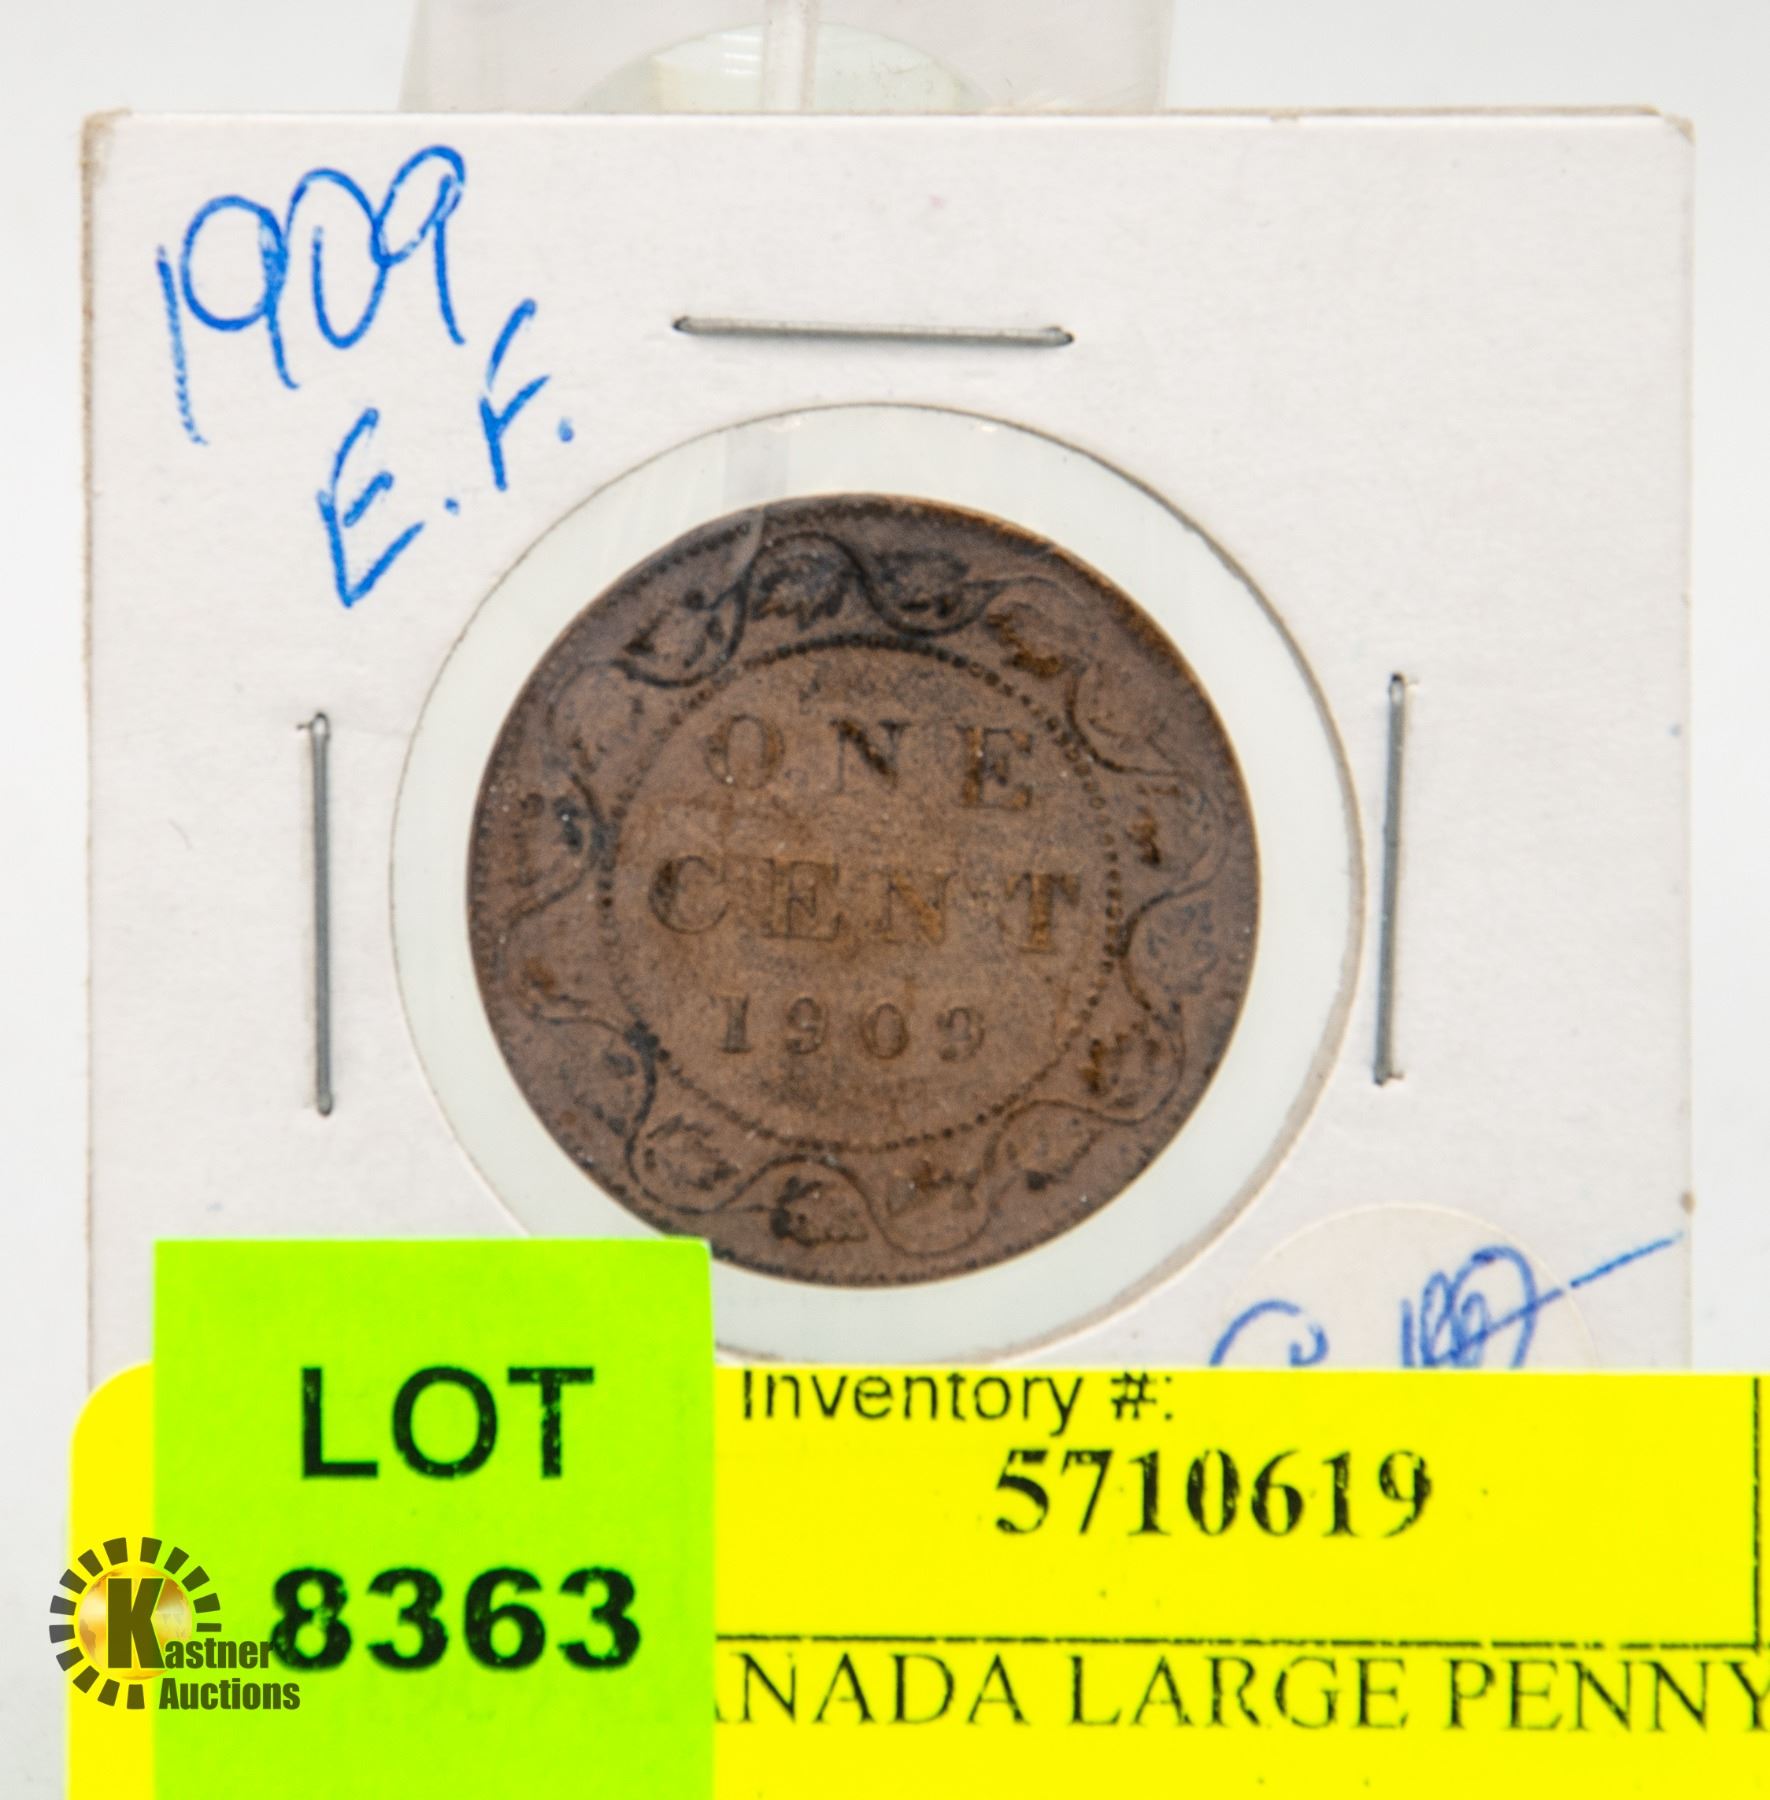 1909
E.F.
ONE
CENT
1909
LOT
8363
Inventory #:
5710619
ANADA LARGE PENNY
Kastner
Auctions